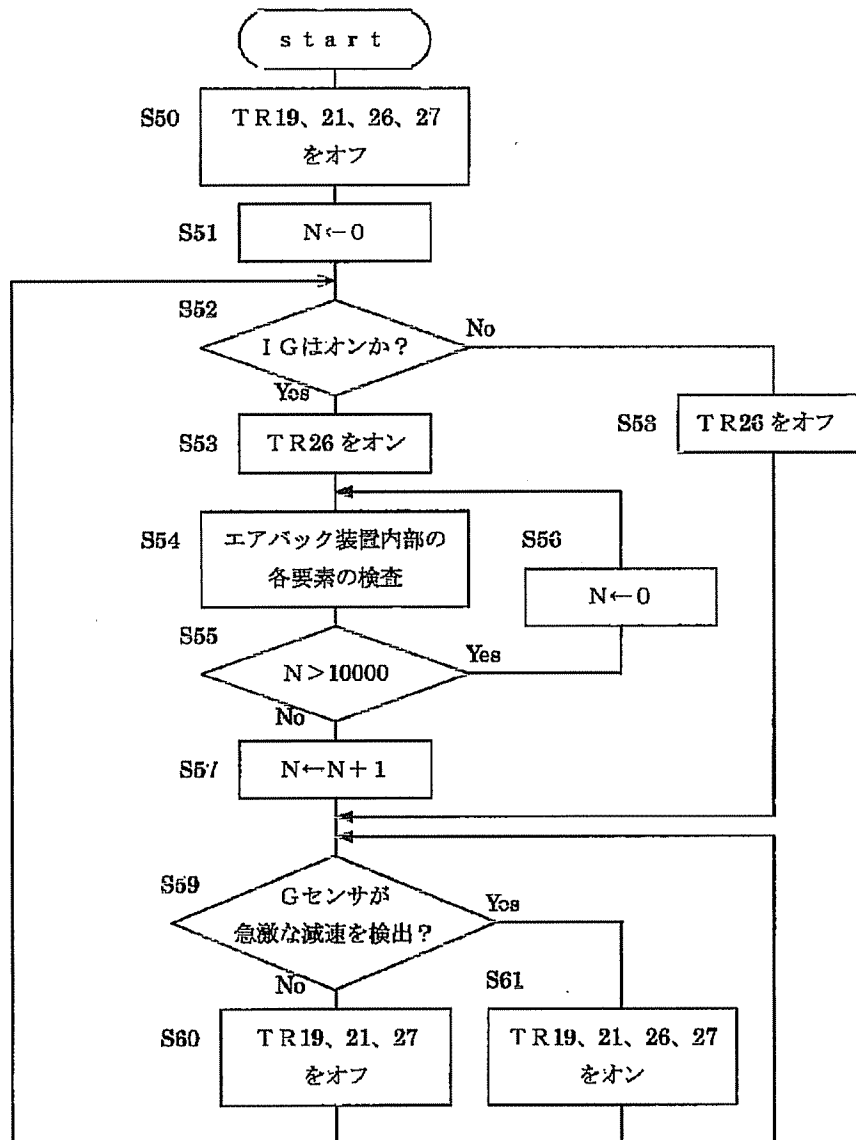 start
S50
TR19、21、26、27
をオフ
S51
N←0
S52
IGはオンか?
No
Yes
S53
TR26をオン
S58
TR26をオフ
S54
エアバック装置内部の
各要素の検査
S56
N←0
S55
N>10000
Yes
No
S57
N←N+1
S59
Gセンサが
急激な減速を検出?
Yes
No
S60
TR19、21、27
をオフ
S61
TR19、21、26、27
をオン